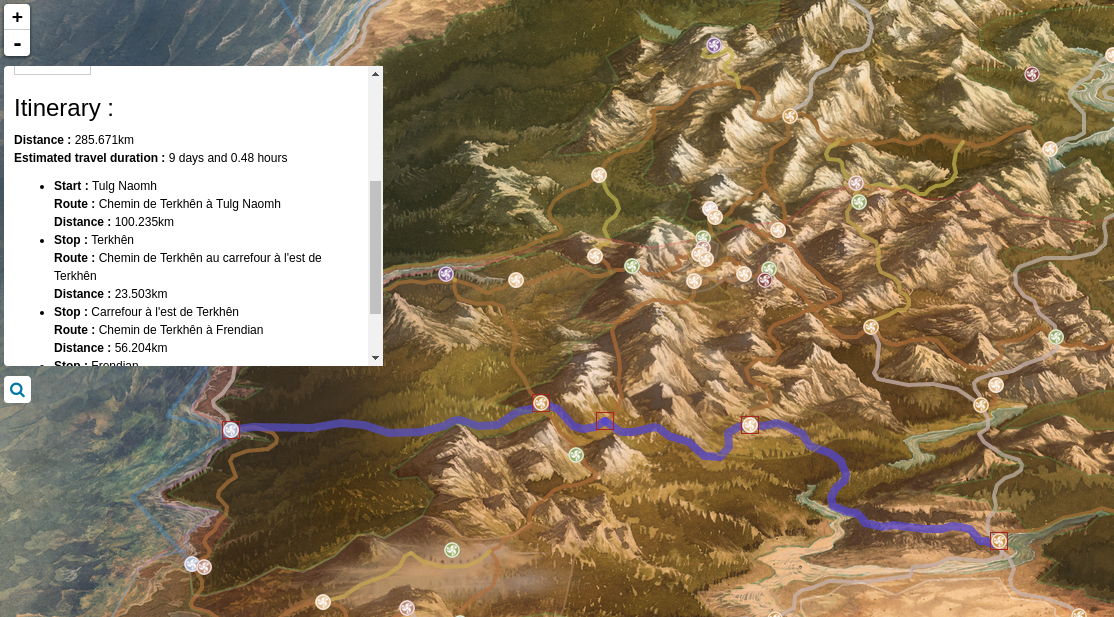 +
-
Itinerary :
Distance : 285.671km
Estimated travel duration : 9 days and 0.48 hours
Start : Tulg Naomh
Route : Chemin de Terkhên à Tulg Naomh
Distance : 100.235km
Stop : Terkhên
Route : Chemin de Terkhên au carrefour à l'est de
Terkhên
Distance : 23.503km
Stop : Carrefour à l'est de Terkhên
Route : Chemin de Terkhên à Frendian
Distance : 56.204km
Stop : Frendian